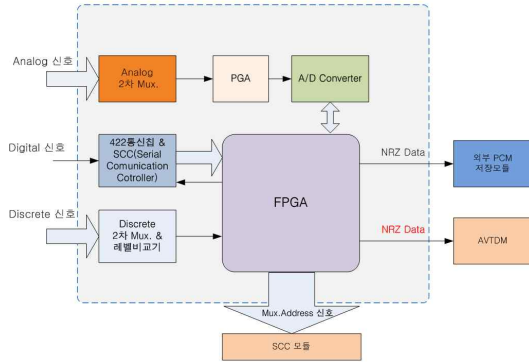 Analog 신호
Analog
2차 Mux.
PGA
A/D Converter
Digital 신호
422통신칩 &
SCC(Serial
Comunication
Cotroller)
FPGA
NRZ Data
외부 PCM
저장모듈
Discrete 신호
Discrete
2차 Mux. &
레벨비교기
NRZ Data
AVTDM
Mux.Address 신호
SCC 모듈